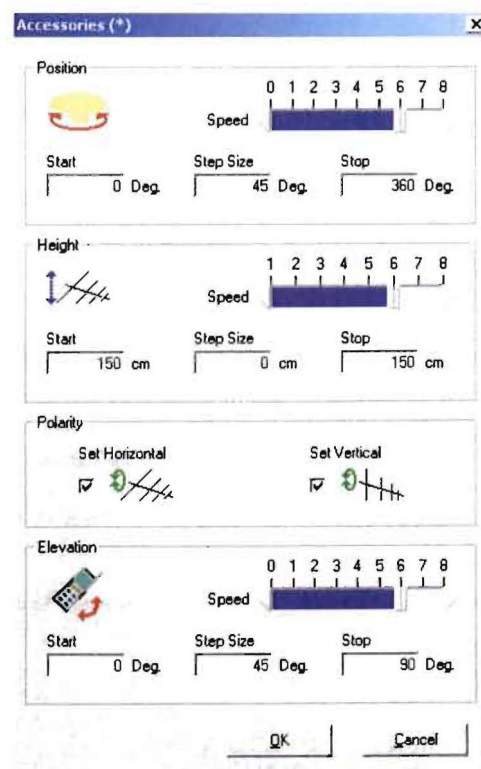 Accessories (*)
Position
0 1 2 3 4 5 6 7 8
Speed
Start Step Size Stop
0 Deg. 45 Deg. 360 Deg.
Height
1 2 3 4 5 6 7 8
Speed
Start Step Size Stop
150 cm 0 cm 150 cm
Polarity
Set Horizontal Set Vertical
Elevation
0 1 2 3 4 5 6 7 8
Speed
Start Step Size Stop
0 Deg. 45 Deg. 90 Deg.
OK Cancel